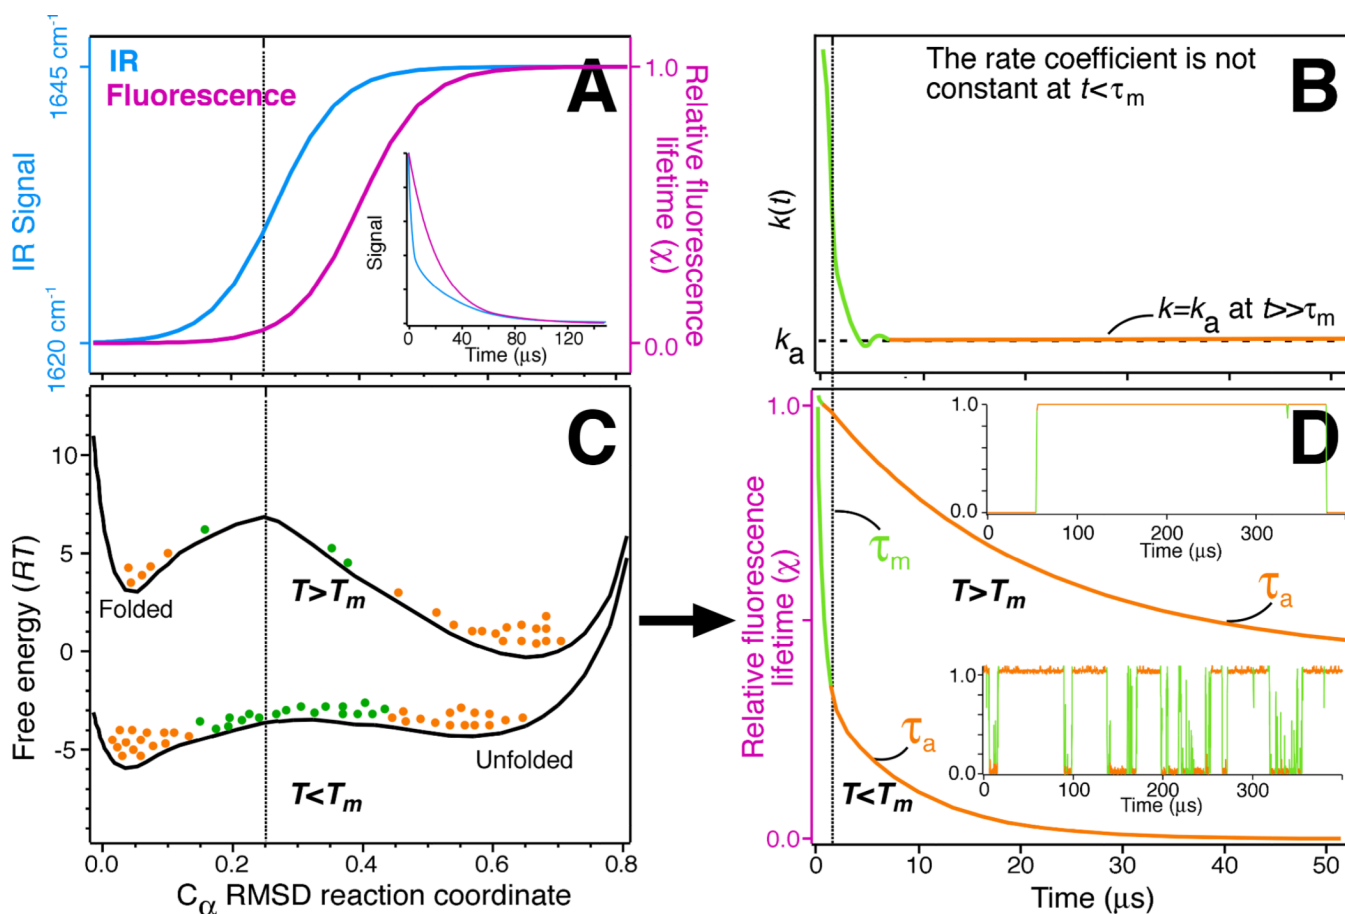 IR
Fluorescence
A
1645 cm⁻¹
1620 cm⁻¹
IR Signal
1.0
0.0
Relative fluorescence
lifetime (χ)
Signal
0 40 80 120
Time (μs)
The rate coefficient is not
constant at t<τm
B
k(t)
ka
k=ka at t>>τm
C
10
5
0
-5
Free energy (RT)
Folded
T>Tm
Unfolded
T<Tm
0.0 0.2 0.4 0.6 0.8
Cα RMSD reaction coordinate
D
1.0
0.0
Relative fluorescence
lifetime (χ)
1.0
0.0
0 100 200 300
Time (μs)
τm
T>Tm
τa
τa
T<Tm
1.0
0.0
0 100 200 300
Time (μs)
0 10 20 30 40 50
Time (μs)